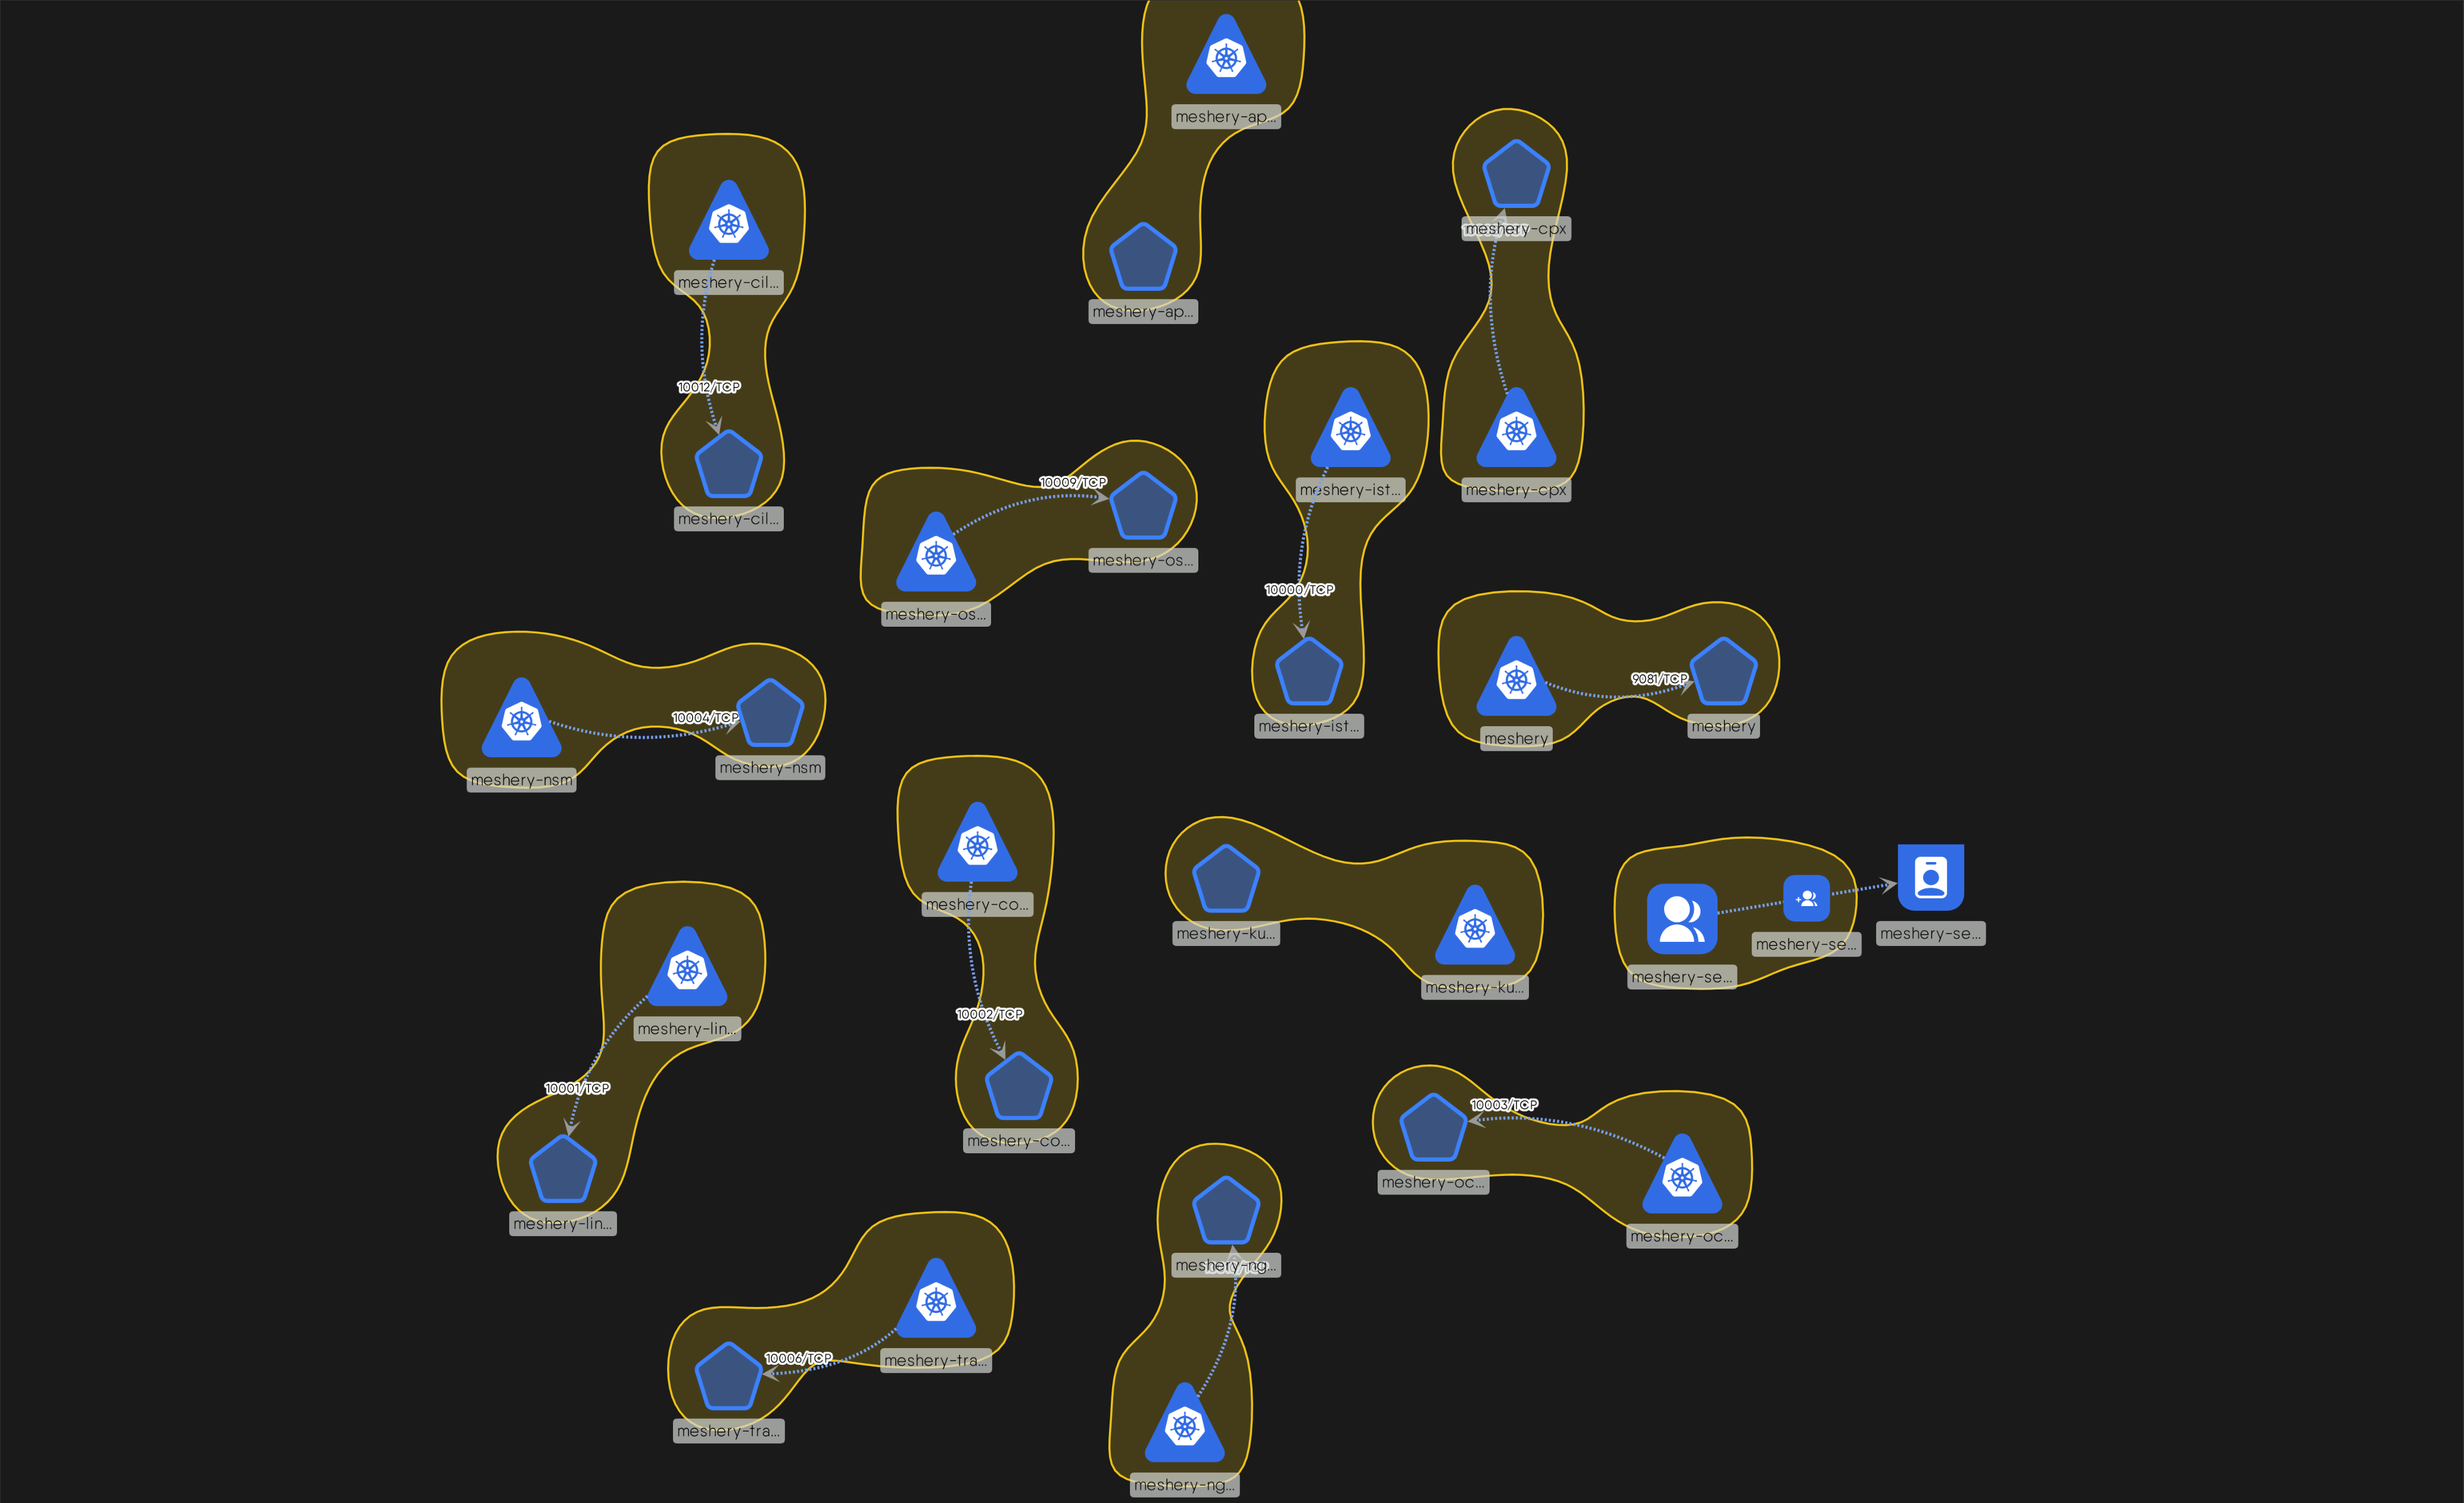 meshery-ap...
meshery-cpx
meshery-cil...
meshery-ap...
10012/TCP
10009/TCP
meshery-ist...
meshery-cpx
meshery-cil...
meshery-os...
10000/TCP
meshery-os...
9081/TCP
10004/TCP
meshery-ist...
meshery
meshery
meshery-nsm
meshery-nsm
meshery-co...
meshery-ku...
meshery-se...
meshery-se...
meshery-se...
meshery-ku...
10002/TCP
meshery-lin...
10001/TCP
10003/TCP
meshery-co...
meshery-oc...
meshery-lin...
meshery-oc...
meshery-ng...
10006/TCP
meshery-tra...
meshery-tra...
meshery-ng...